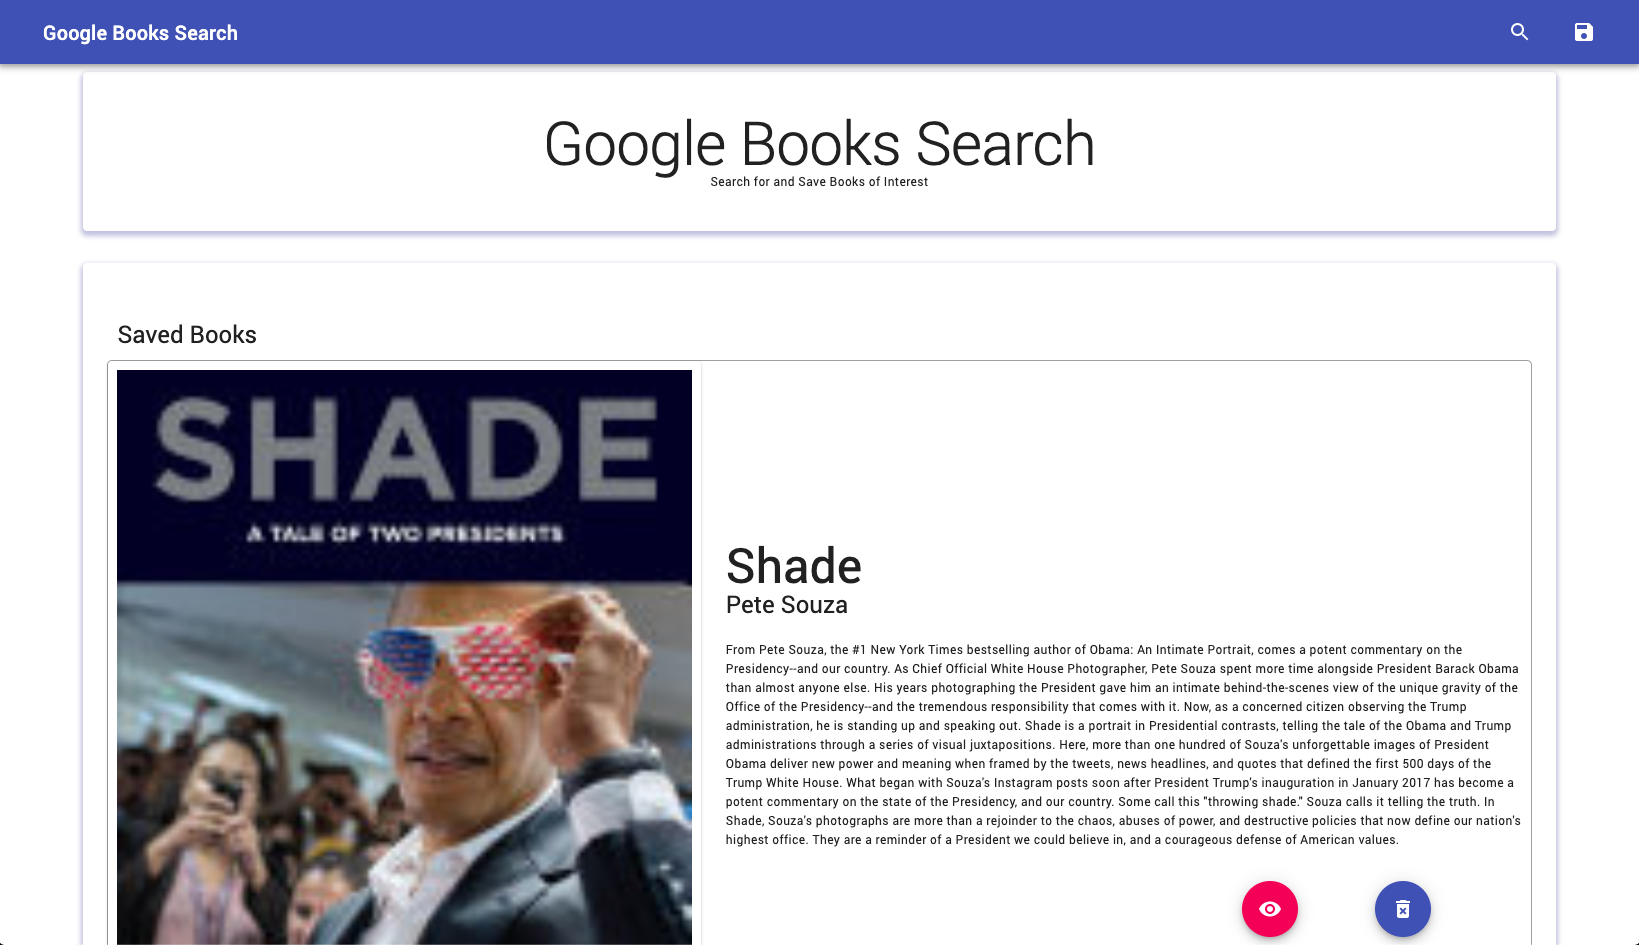 Google Books Search
Google Books Search
Search for and Save Books of Interest
Saved Books
SHADE
A TALE OF TWO PRESIDENTS
Shade
Pete Souza
From Pete Souza, the #1 New York Times bestselling author of Obama: An Intimate Portrait, comes a potent commentary on the
Presidency--and our country. As Chief Official White House Photographer, Pete Souza spent more time alongside President Barack Obama
than almost anyone else. His years photographing the President gave him an intimate behind-the-scenes view of the unique gravity of the
Office of the Presidency--and the tremendous responsibility that comes with it. Now, as a concerned citizen observing the Trump
administration, he is standing up and speaking out. Shade is a portrait in Presidential contrasts, telling the tale of the Obama and Trump
administrations through a series of visual juxtapositions. Here, more than one hundred of Souza's unforgettable images of President
Obama deliver new power and meaning when framed by the tweets, news headlines, and quotes that defined the first 500 days of the
Trump White House. What began with Souza's Instagram posts soon after President Trump's inauguration in January 2017 has become a
potent commentary on the state of the Presidency, and our country. Some call this "throwing shade." Souza calls it telling the truth. In
Shade, Souza's photographs are more than a rejoinder to the chaos, abuses of power, and destructive policies that now define our nation's
highest office. They are a reminder of a President we could believe in, and a courageous defense of American values.